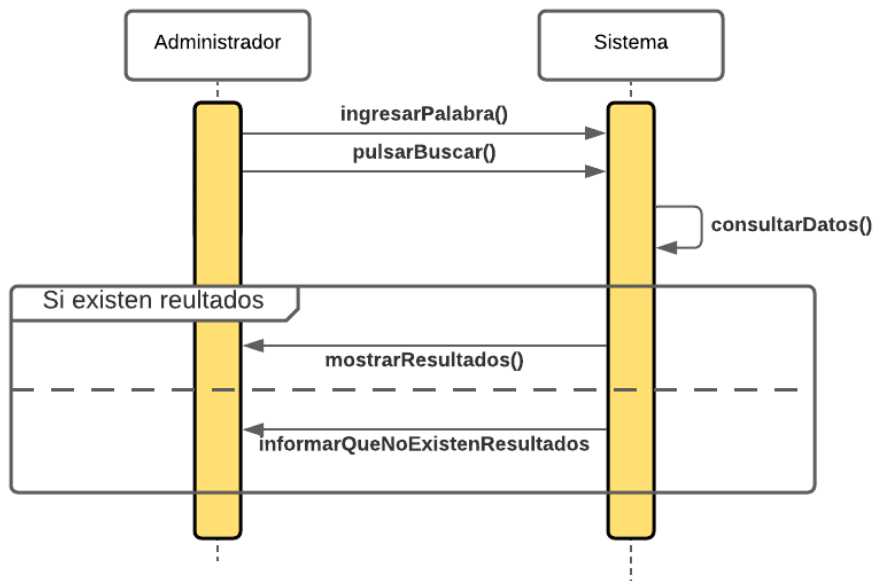 Administrador
Sistema
ingresarPalabra()
pulsarBuscar()
consultarDatos()
Si existen reultados
mostrarResultados()
informarQueNoExistenResultados